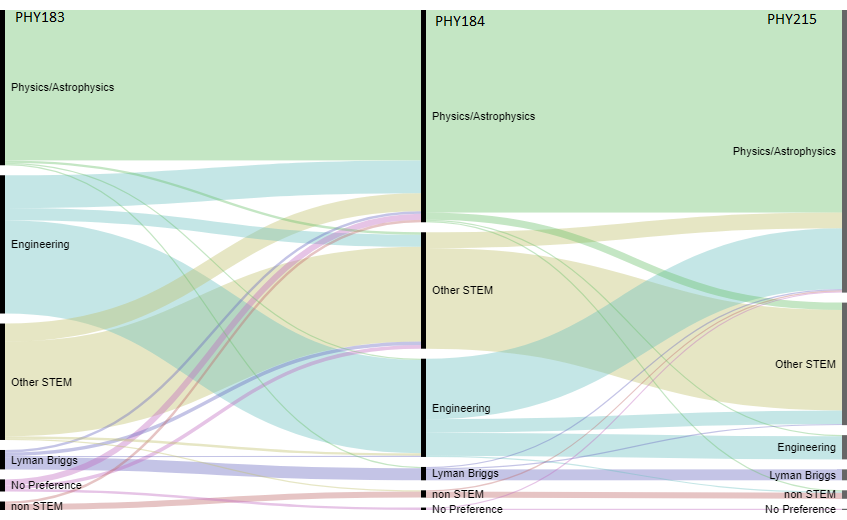 PHY183
PHY184
PHY215
Physics/Astrophysics
Physics/Astrophysics
Physics/Astrophysics
Engineering
Other STEM
Other STEM
Other STEM
Engineering
Engineering
Lyman Briggs
Lyman Briggs
Lyman Briggs
No Preference
non STEM
non STEM
non STEM
No Preference
No Preference